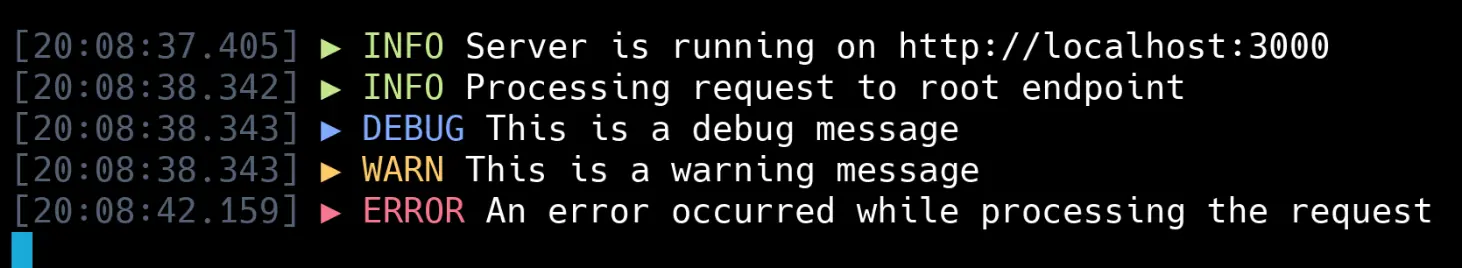 [20:08:37.405] ▶ INFO Server is running on http://localhost:3000
[20:08:38.342] ▶ INFO Processing request to root endpoint
[20:08:38.343] ▶ DEBUG This is a debug message
[20:08:38.343] ▶ WARN This is a warning message
[20:08:42.159] ▶ ERROR An error occurred while processing the request